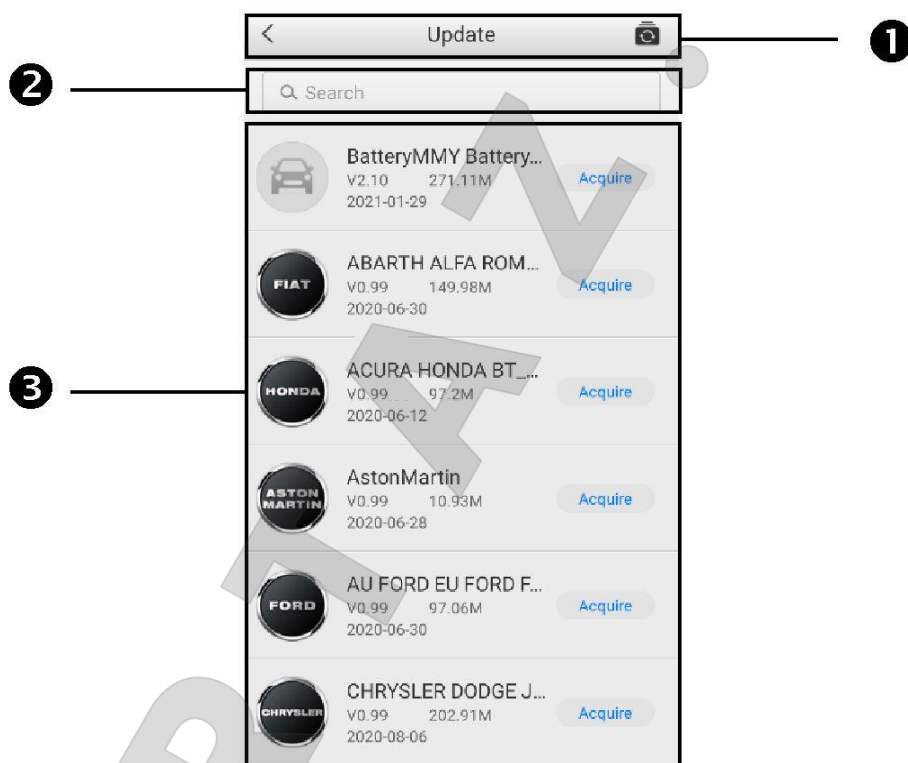 Update
❶
❷
Search
BatteryMMY Battery...
V2.10 271.11M
Acquire
2021-01-29
FIAT
ABARTH ALFA ROM...
V0.99 149.98M
Acquire
2020-06-30
❸
HONDA
ACURA HONDA BT_...
V0.99 97.2M
Acquire
2020-06-12
ASTON
MARTIN
AstonMartin
V0.99 10.93M
Acquire
2020-06-28
FORD
AU FORD EU FORD F...
V0.99 97.06M
Acquire
2020-06-30
CHRYSLER
CHRYSLER DODGE J...
V0.99 202.91M
Acquire
2020-08-06